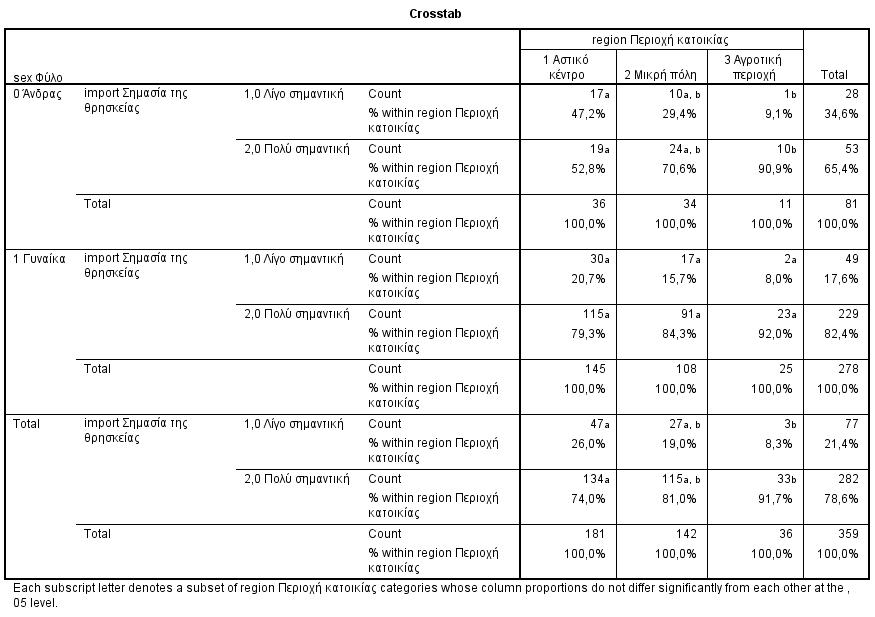 Crosstab
region Περιοχή κατοικίας
sex Φύλο 1 Αστικό κέντρο 2 Μικρή πόλη 3 Αγροτική περιοχή Total
0 Άνδρας import Σημασία της θρησκείας 1,0 Λίγο σημαντική Count 17a 10a, b 1b 28
% within region Περιοχή κατοικίας 47,2% 29,4% 9,1% 34,6%
2,0 Πολύ σημαντική Count 19a 24a, b 10b 53
% within region Περιοχή κατοικίας 52,8% 70,6% 90,9% 65,4%
Total Count 36 34 11 81
% within region Περιοχή κατοικίας 100,0% 100,0% 100,0% 100,0%
1 Γυναίκα import Σημασία της θρησκείας 1,0 Λίγο σημαντική Count 30a 17a 2a 49
% within region Περιοχή κατοικίας 20,7% 15,7% 8,0% 17,6%
2,0 Πολύ σημαντική Count 115a 91a 23a 229
% within region Περιοχή κατοικίας 79,3% 84,3% 92,0% 82,4%
Total Count 145 108 25 278
% within region Περιοχή κατοικίας 100,0% 100,0% 100,0% 100,0%
Total import Σημασία της θρησκείας 1,0 Λίγο σημαντική Count 47a 27a, b 3b 77
% within region Περιοχή κατοικίας 26,0% 19,0% 8,3% 21,4%
2,0 Πολύ σημαντική Count 134a 115a, b 33b 282
% within region Περιοχή κατοικίας 74,0% 81,0% 91,7% 78,6%
Total Count 181 142 36 359
% within region Περιοχή κατοικίας 100,0% 100,0% 100,0% 100,0%
Each subscript letter denotes a subset of region Περιοχή κατοικίας categories whose column proportions do not differ significantly from each other at the ,
05 level.